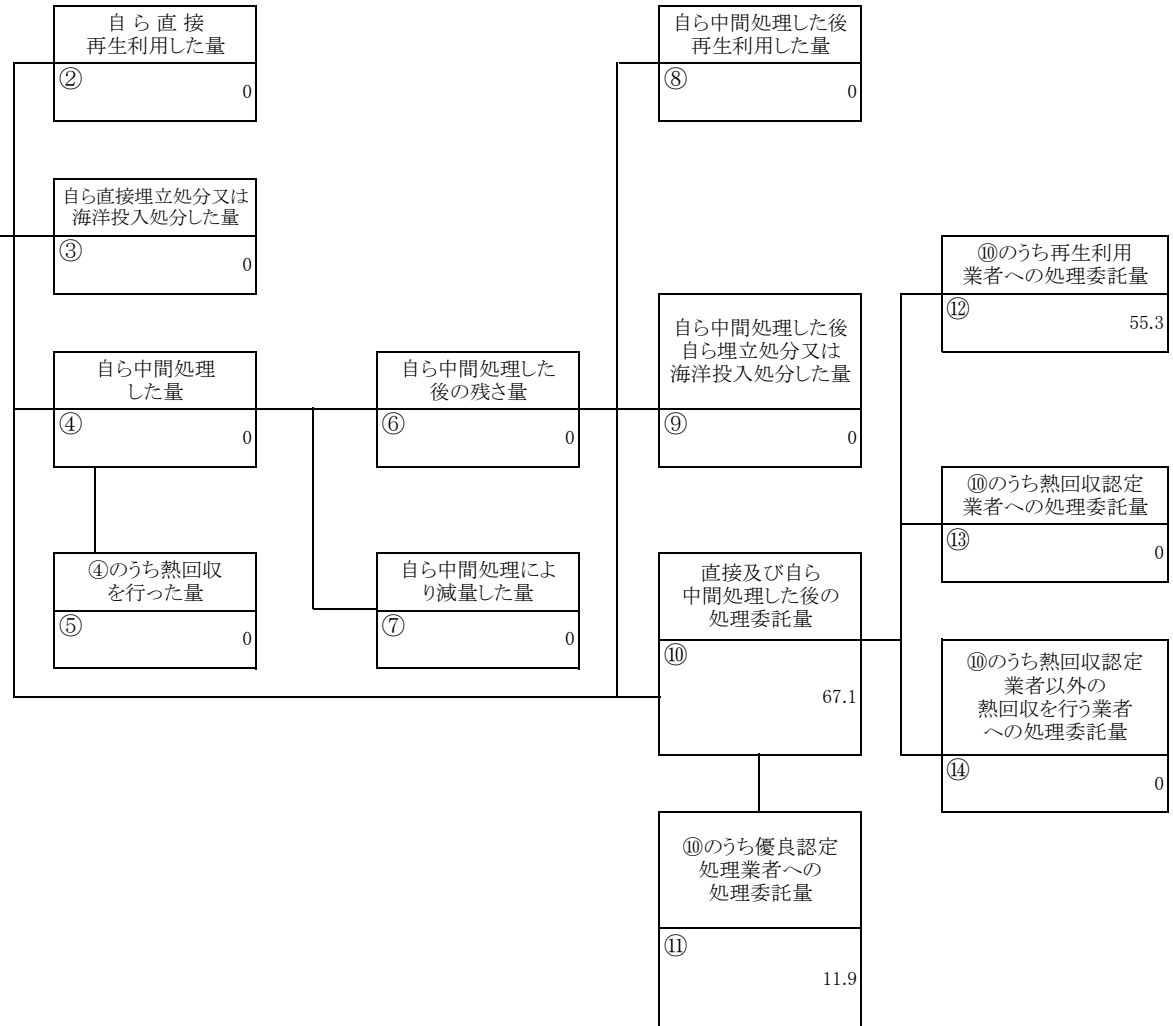 自 ら 直 接
再生利用した量
②
0
自ら中間処理した後
再生利用した量
⑧
0
自ら直接埋立処分又は
海洋投入処分した量
③
0
⑩のうち再生利用
業者への処理委託量
⑫
55.3
自ら中間処理した後
自ら埋立処分又は
海洋投入処分した量
⑨
0
自ら中間処理
した量
④
0
自ら中間処理した
後の残さ量
⑥
0
⑩のうち熱回収認定
業者への処理委託量
⑬
0
④のうち熱回収
を行った量
⑤
0
自ら中間処理によ
り減量した量
⑦
0
直接及び自ら
中間処理した後の
処理委託量
⑩
67.1
⑩のうち熱回収認定
業者以外の
熱回収を行う業者
への処理委託量
⑭
0
⑩のうち優良認定
処理業者への
処理委託量
⑪
11.9